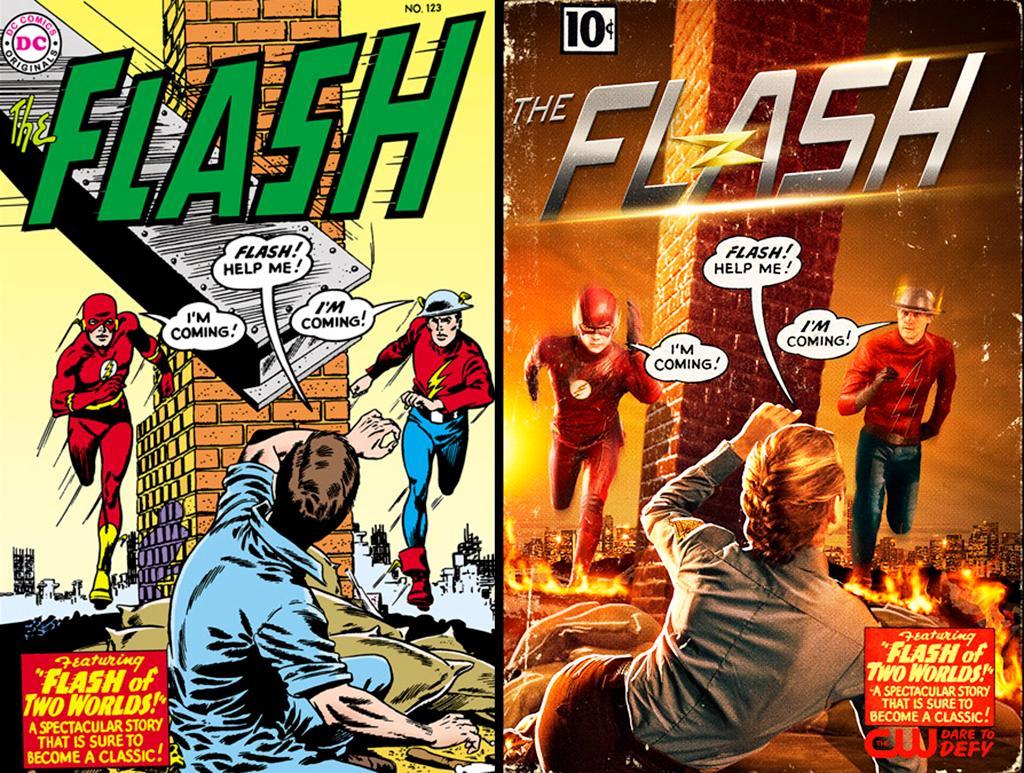 DC COMICS
DC
ORIGINALS
NO. 123
The
FLASH
FLASH!
HELP ME!
I'M
COMING!
I'M
COMING!
Featuring
"FLASH of
TWO WORLDS!"
A SPECTACULAR STORY
THAT IS SURE TO
BECOME A CLASSIC!
10¢
THE
FLASH
FLASH!
HELP ME!
I'M
COMING!
I'M
COMING!
Featuring
"FLASH of
TWO WORLDS!"
-A SPECTACULAR STORY
THAT IS SURE TO
BECOME A CLASSIC!
THE CW
DARE TO
DEFY